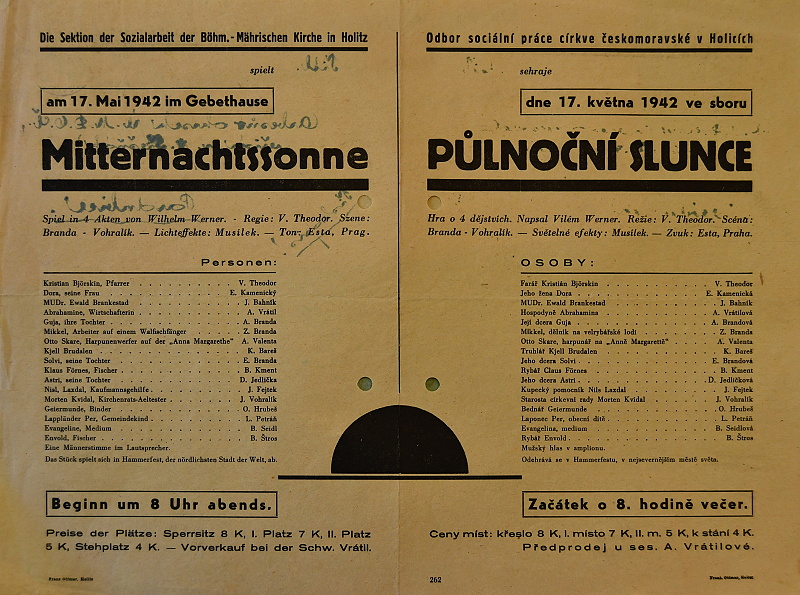 Die Sektion der Sozialarbeit der Böhm.-Mährischen Kirche in Holitz
spielt
am 17. Mai 1942 im Gebethause
Mitternachtssonne
Spiel in 4 Akten von Wilhelm Werner. - Regie: V. Theodor. Szene:
Branda - Vohralík. — Lichteffekte: Musílek. — Ton: Esta, Prag.
Personen:
Kristian Björskin, Pfarrer . . . . . . . . . . V. Theodor
Dora, seine Frau . . . . . . . . . . E. Kamenický
MUDr. Ewald Brankestad . . . . . . . . . . J. Bahník
Abrahamine, Wirtschafterin . . . . . . . . . . A. Vrátil
Guja, ihre Tochter . . . . . . . . . . A. Branda
Mikkel, Arbeiter auf einem Walfischfänger . . . . . . Z. Branda
Otto Skare, Harpunenwerfer auf der „Anna Margarethe" . A. Valenta
Kjell Brudalen . . . . . . . . . . K. Bareš
Solvi, seine Tochter . . . . . . . . . . E. Branda
Klaus Förnes, Fischer . . . . . . . . . . B. Kment
Astri, seine Tochter . . . . . . . . . . D. Jedlička
Nial, Laxdal, Kaufmannsgehilfe . . . . . . . . . . J. Fejtek
Morten Kvidal, Kirchenrats-Aeltester . . . . . . . . J. Vohralik
Geiermunde, Binder . . . . . . . . . . O. Hrubeš
Lappländer Per, Gemeindekind . . . . . . . . . . L. Petráň
Evangeline, Medium . . . . . . . . . . B. Seidl
Envold, Fischer . . . . . . . . . . B. Štros
Eine Männerstimme im Lautsprecher.
Das Stück spielt sich in Hammerfest, der nördlichsten Stadt der Welt, ab.
Beginn um 8 Uhr abends.
Preise der Plätze: Sperrsitz 8 K, I. Platz 7 K, II. Platz
5 K, Stehplatz 4 K. — Vorverkauf bei der Schw. Vrátil.
Franz Ottmar, Holitz
Odbor sociální práce církve českomoravské v Holicích
sehraje
dne 17. května 1942 ve sboru
PŮLNOČNÍ SLUNCE
Hra o 4 dějstvích. Napsal Vilém Werner. Režie: V. Theodor. Scéna:
Branda - Vohralík. — Světelné efekty: Musílek. — Zvuk: Esta, Praha.
OSOBY:
Farář Kristián Björskin . . . . . . . . . . V. Theodor
Jeho žena Dora . . . . . . . . . . E. Kamenická
MUDr. Ewald Brankestad . . . . . . . . . . J. Bahník
Hospodyně Abrahamina . . . . . . . . . . A. Vrátilová
Její dcera Guja . . . . . . . . . . A. Brandová
Mikkel, dělník na velrybářské lodi . . . . . . . . Z. Branda
Otto Skare, harpunář na „Anně Margarettě" . . . . . A. Valenta
Truhlář Kjell Brudalen . . . . . . . . . . K. Bareš
Jeho dcera Solvi . . . . . . . . . . E. Brandová
Rybář Claus Förnes . . . . . . . . . . B. Kment
Jeho dcera Astri . . . . . . . . . . D. Jedličková
Kupecký pomocník Nils Laxdal . . . . . . . . . . J. Fejtek
Starosta církevní rady Morten Kvidal . . . . . . . . J. Vohralík
Bednář Geiermunde . . . . . . . . . . O. Hrubeš
Laponec Per, obecní dítě . . . . . . . . . . L. Petráň
Evangelina, medium . . . . . . . . . . B. Seidlová
Rybář Envold . . . . . . . . . . B. Štros
Mužský hlas v amplionu.
Odehrává se v Hammerfestu, v nejsevernějším městě světa.
Začátek o 8. hodině večer.
Ceny míst: křeslo 8 K, I. místo 7 K, II. m. 5 K, k stání 4 K.
Předprodej u ses. A. Vrátilové.
262